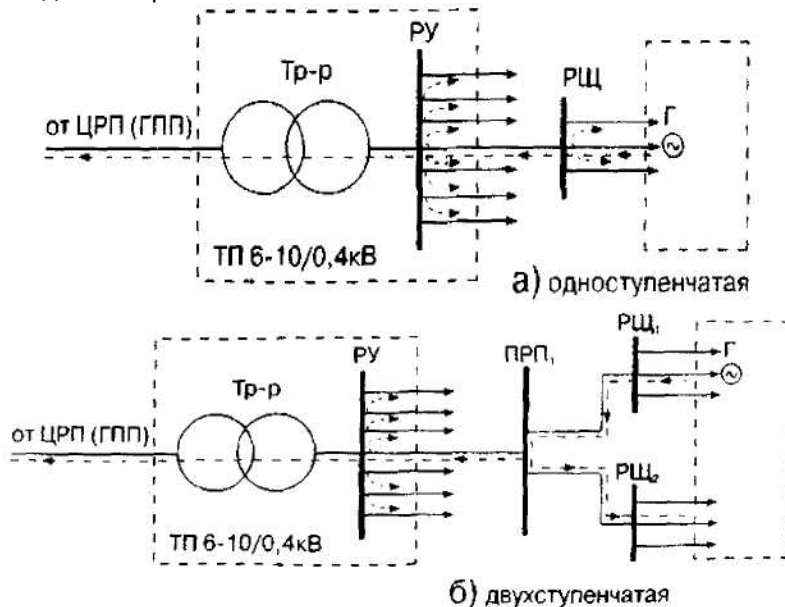 РУ
Тр-р
РЩ
от ЦРП (ГПП)
Г
ТП 6-10/0,4кВ
а) одноступенчатая
РУ
ПРП₁
РЩ₁
Г
Тр-р
от ЦРП (ГПП)
РЩ₂
ТП 6-10/0,4кВ
б) двухступенчатая